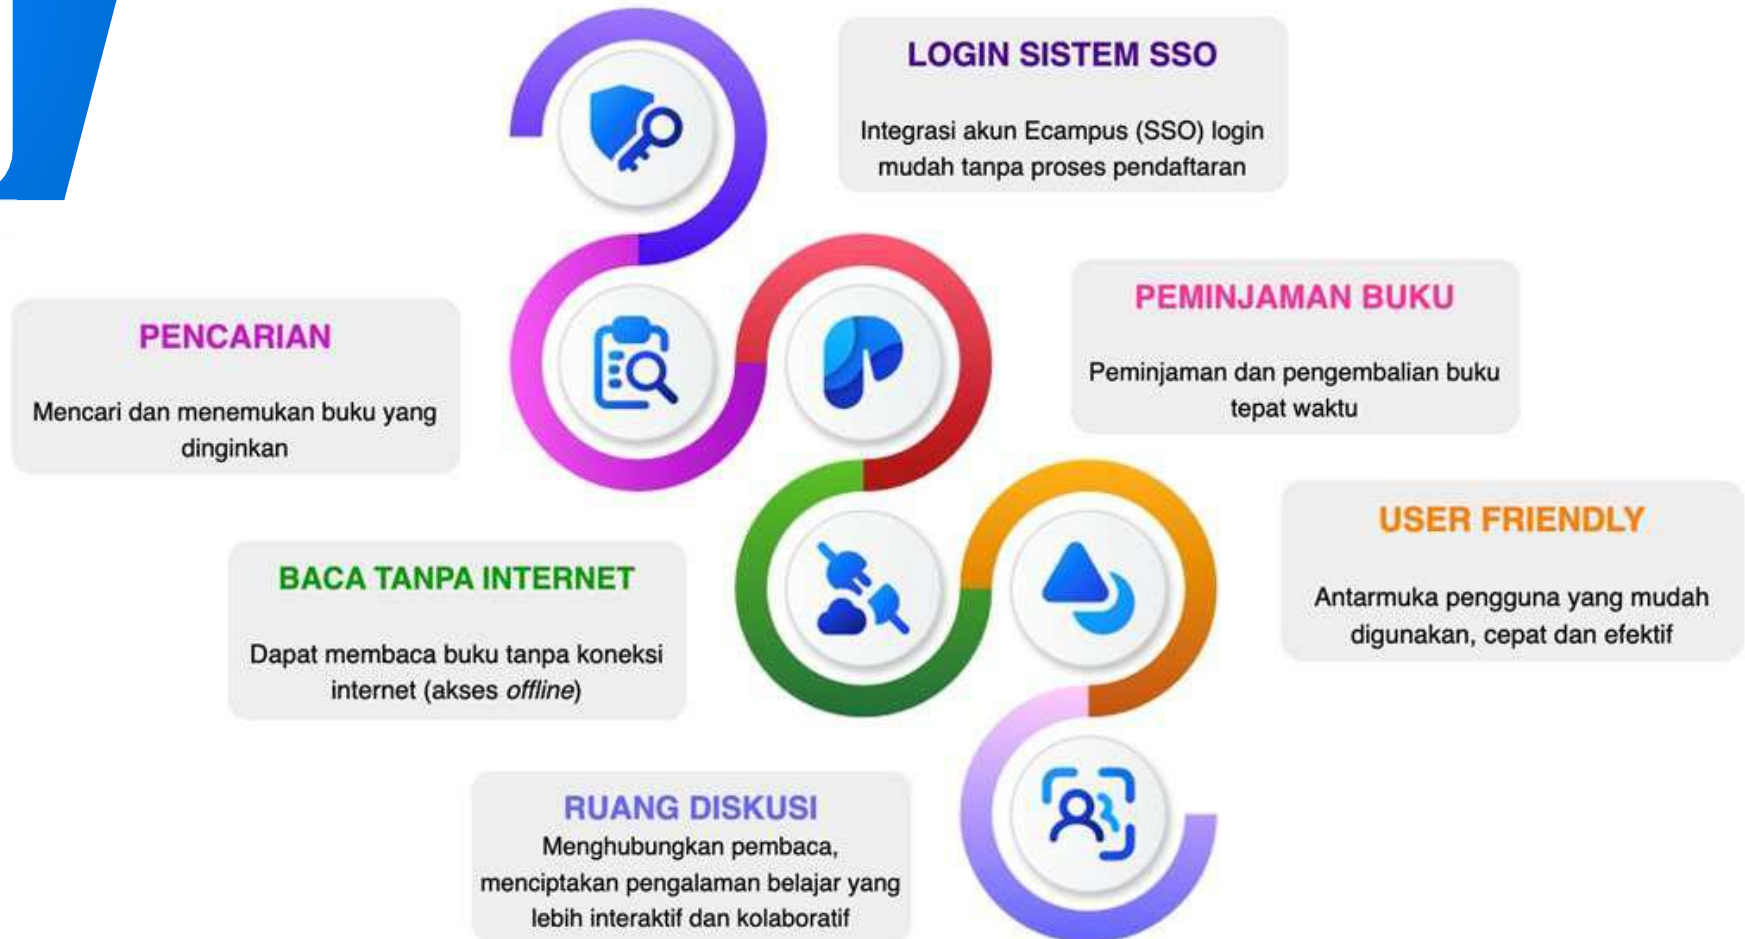 LOGIN SISTEM SSO
Integrasi akun Ecampus (SSO) login
mudah tanpa proses pendaftaran
PENCARIAN
Mencari dan menemukan buku yang
dinginkan
PEMINJAMAN BUKU
Peminjaman dan pengembalian buku
tepat waktu
BACA TANPA INTERNET
Dapat membaca buku tanpa koneksi
internet (akses offline)
USER FRIENDLY
Antarmuka pengguna yang mudah
digunakan, cepat dan efektif
RUANG DISKUSI
Menghubungkan pembaca,
menciptakan pengalaman belajar yang
lebih interaktif dan kolaboratif